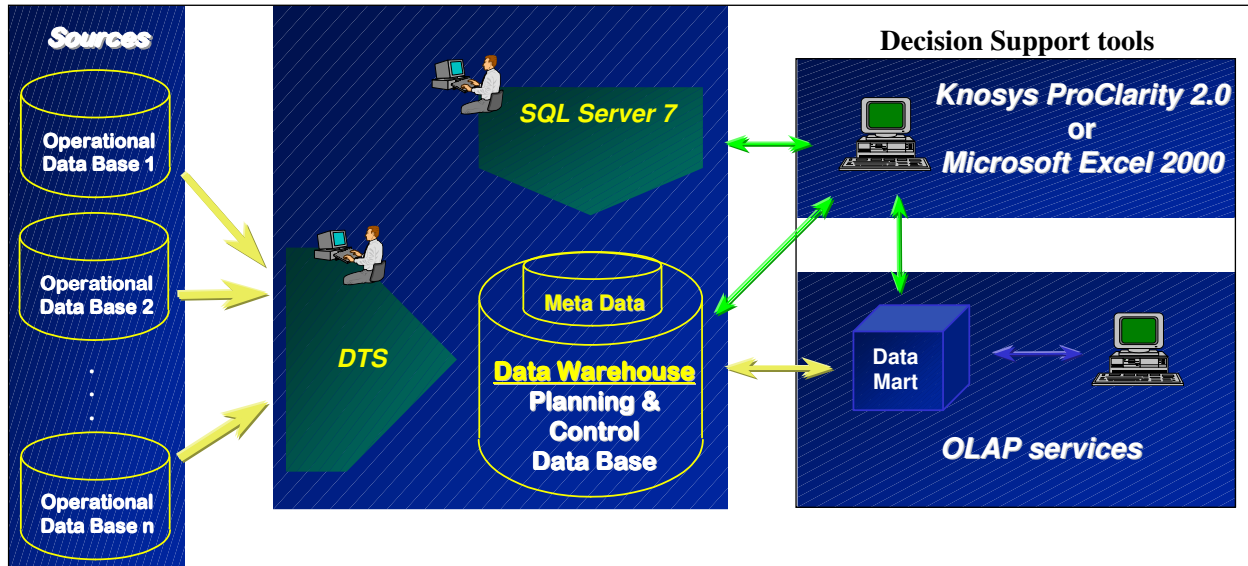 Sources
Operational
Data Base 1
Operational
Data Base 2
.
.
.
Operational
Data Base n
SQL Server 7
DTS
Meta Data
Data Warehouse
Planning &
Control
Data Base
Decision Support tools
Knosys ProClarity 2.0
or
Microsoft Excel 2000
Data
Mart
OLAP services